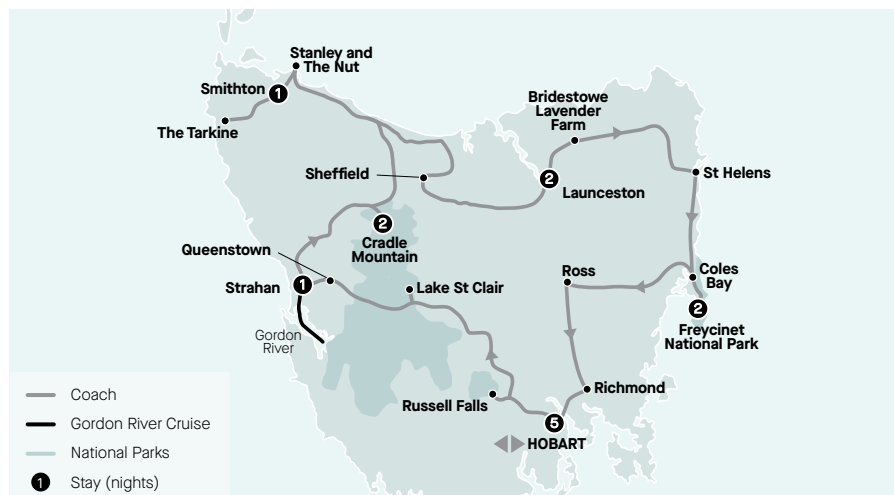 Stanley and
The Nut
Smithton
1
The Tarkine
Bridestowe
Lavender
Farm
Sheffield
2
Launceston
St Helens
2
Cradle
Mountain
Queenstown
Strahan
1
Lake St Clair
Ross
Coles
Bay
2
Freycinet
National Park
Gordon
River
Richmond
Russell Falls
5
HOBART
Coach
Gordon River Cruise
National Parks
1 Stay (nights)